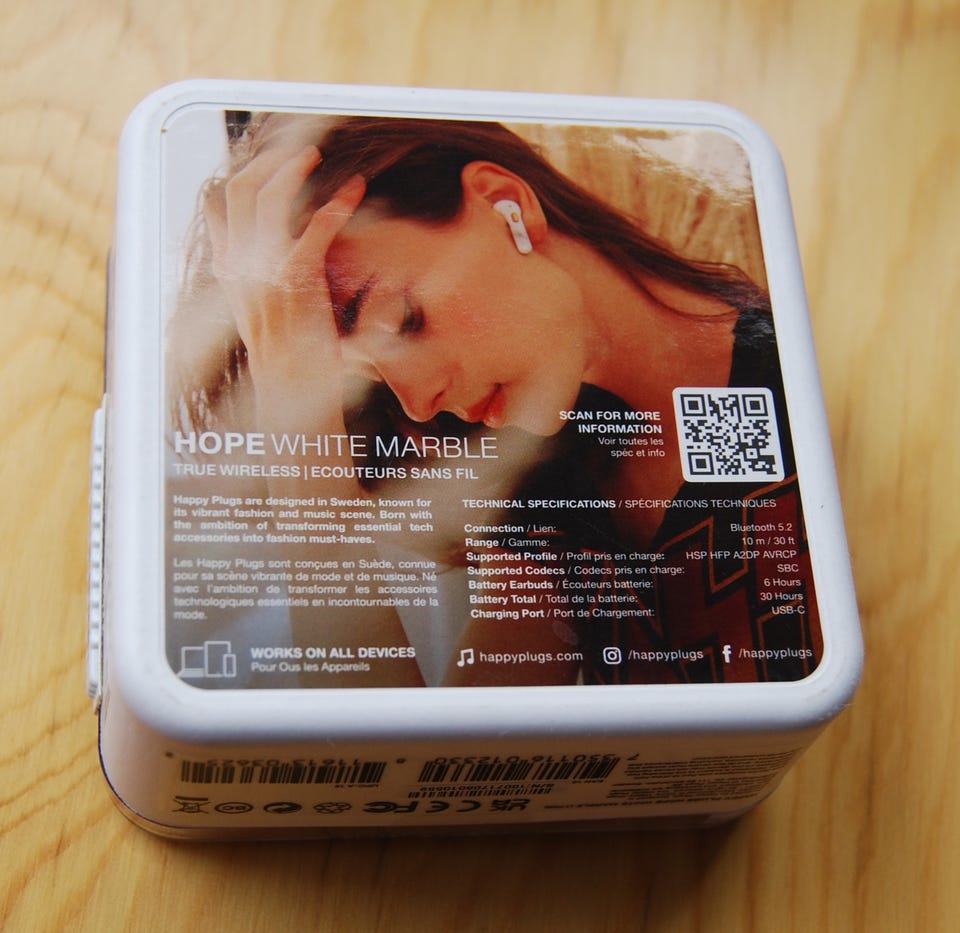 SCAN FOR MORE
INFORMATION
Voir toutes les
spéc et info
HOPE WHITE MARBLE
TRUE WIRELESS | ECOUTEURS SANS FIL
Happy Plugs are designed in Sweden, known for
its vibrant fashion and music scene. Born with
the ambition of transforming essential tech
accessories into fashion must-haves.
Les Happy Plugs sont conçues en Suède, connue
pour sa scène vibrante de mode et de musique. Né
avec l'ambition de transformer les accessoires
technologiques essentiels en incontournables de la
mode.
TECHNICAL SPECIFICATIONS / SPÉCIFICATIONS TECHNIQUES
Connection / Lien: Bluetooth 5.2
Range / Gamme: 10 m / 30 ft
Supported Profile / Profil pris en charge: HSP HFP A2DP AVRCP
Supported Codecs / Codecs pris en charge: SBC
Battery Earbuds / Écouteurs batterie: 6 Hours
Battery Total / Total de la batterie: 30 Hours
Charging Port / Port de Chargement: USB-C
WORKS ON ALL DEVICES
Pour Ous les Appareils
happyplugs.com /happyplugs /happyplugs